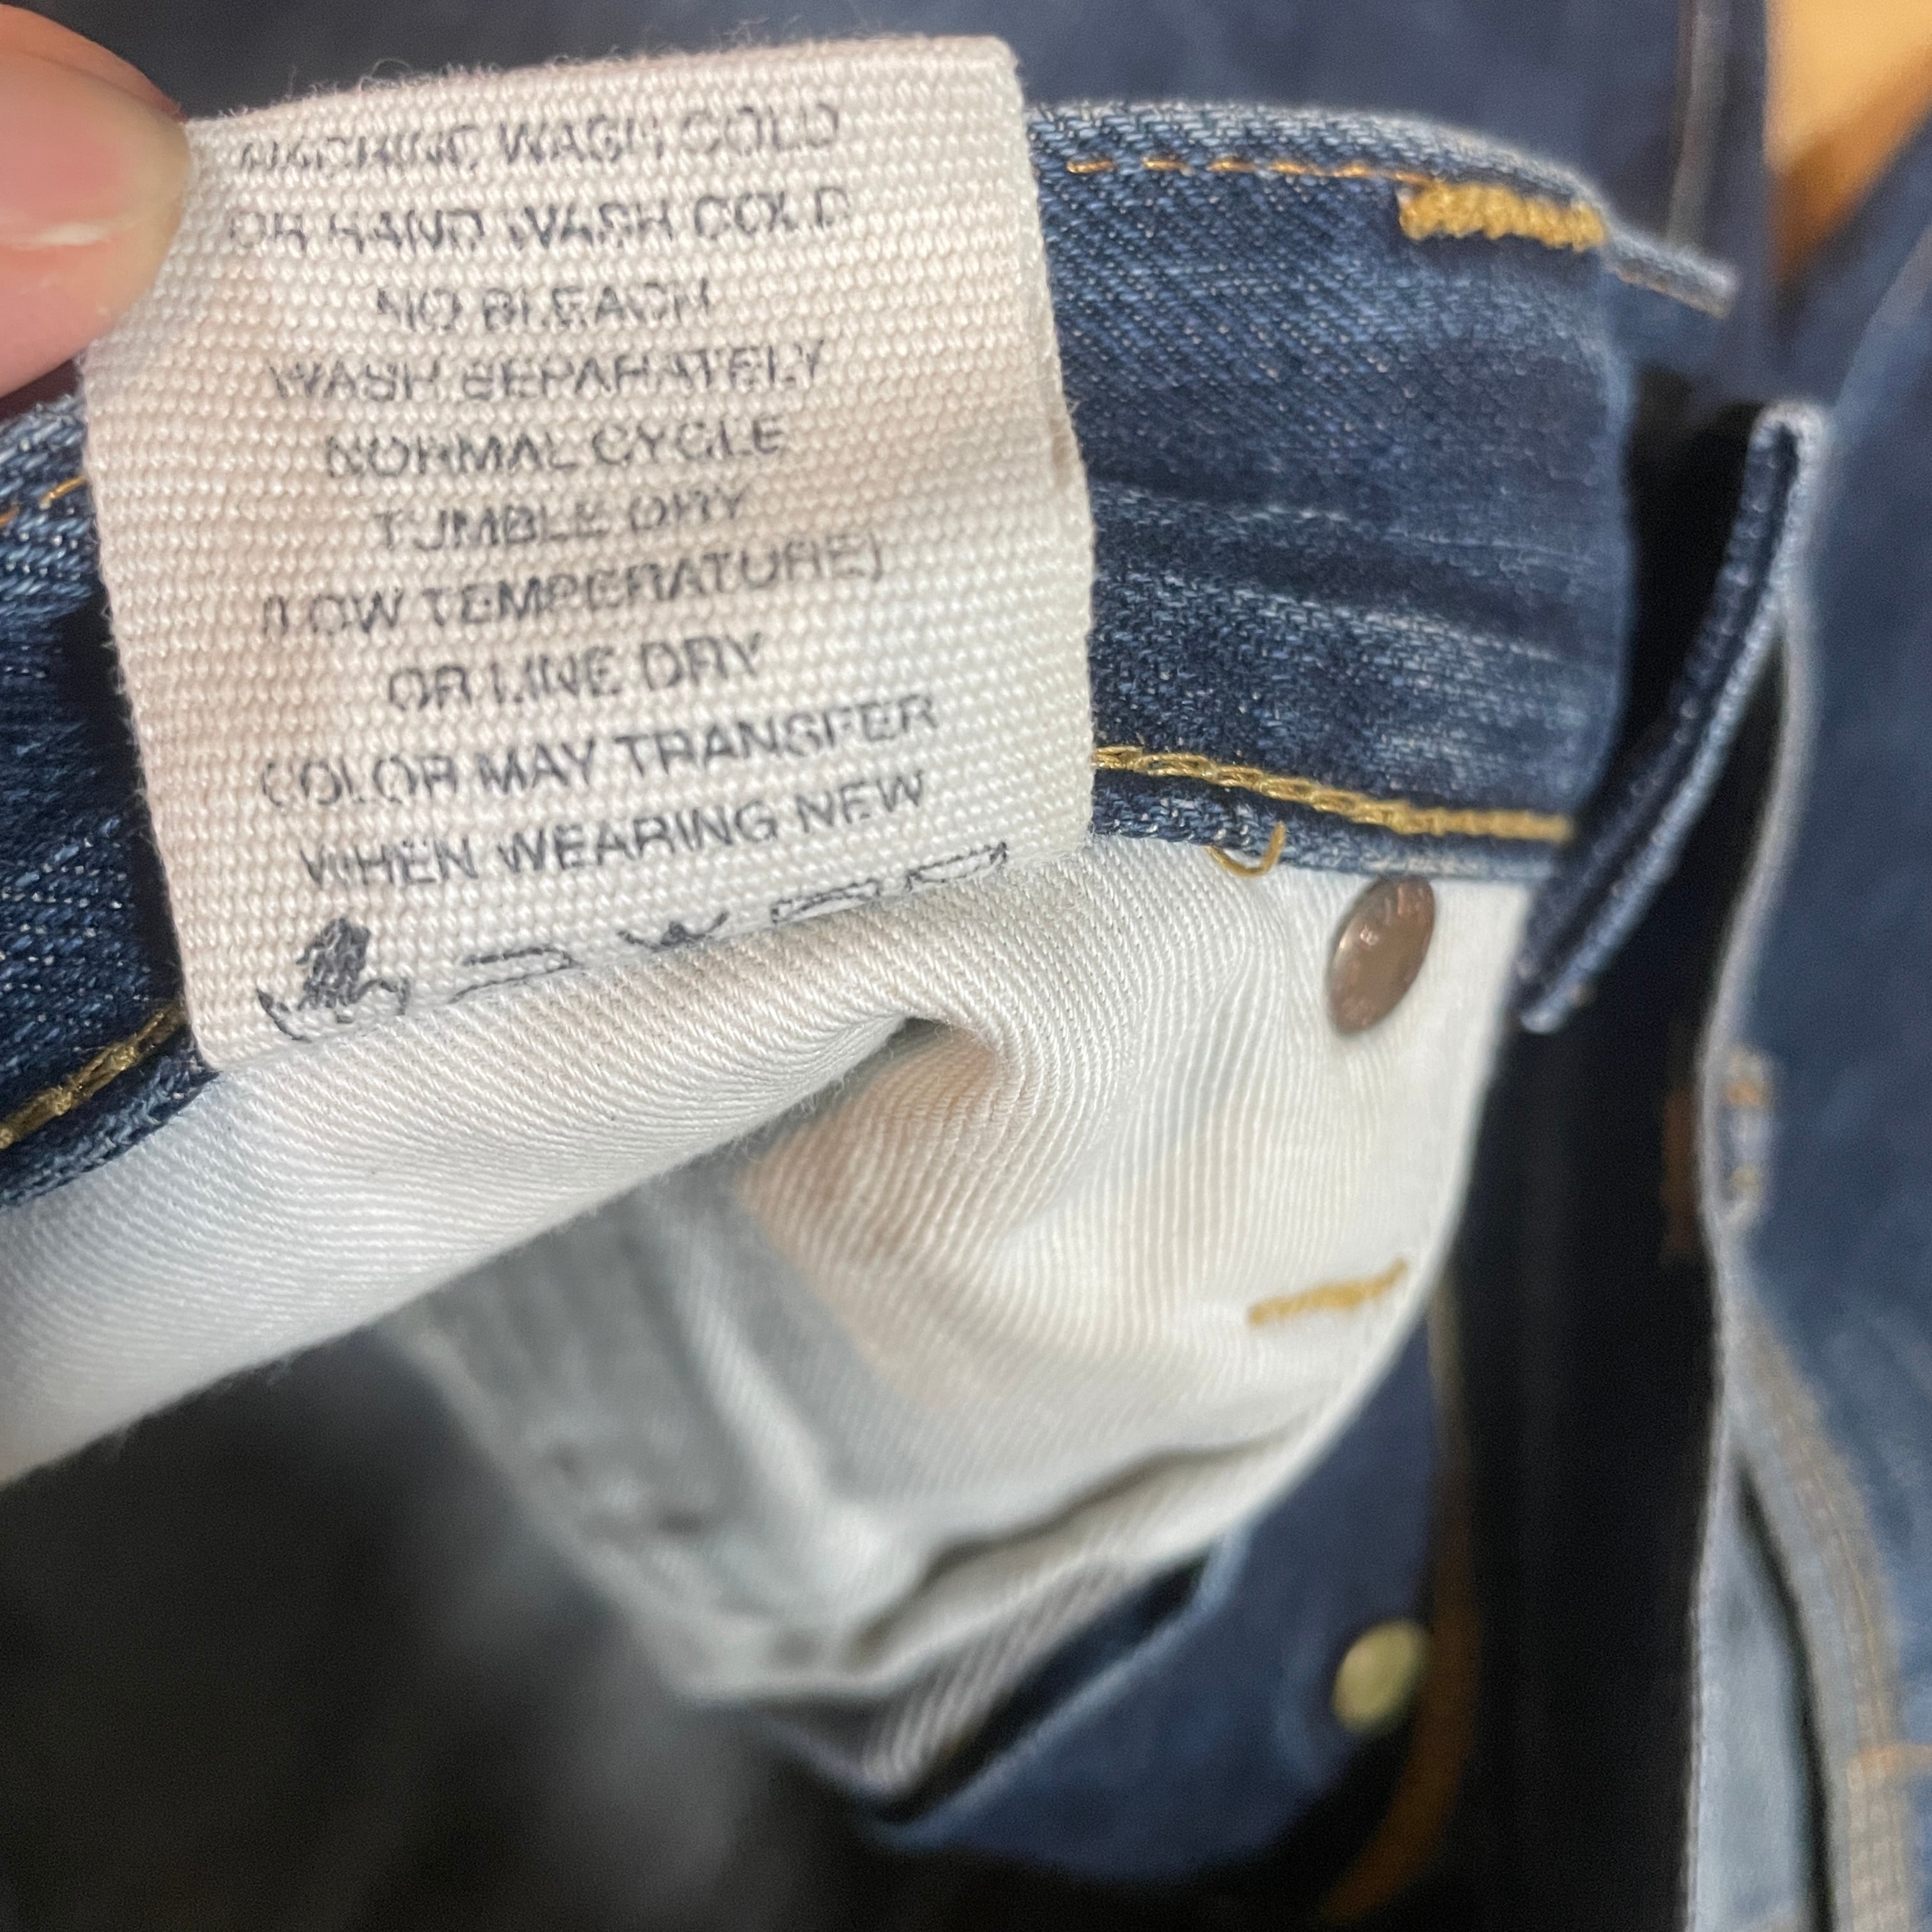 MACHINE WASH COLD
OR HAND WASH COLD
NO BLEACH
WASH SEPARATELY
NORMAL CYCLE
TUMBLE DRY
(LOW TEMPERATURE)
OR LINE DRY
COLOR MAY TRANSFER
WHEN WEARING NEW